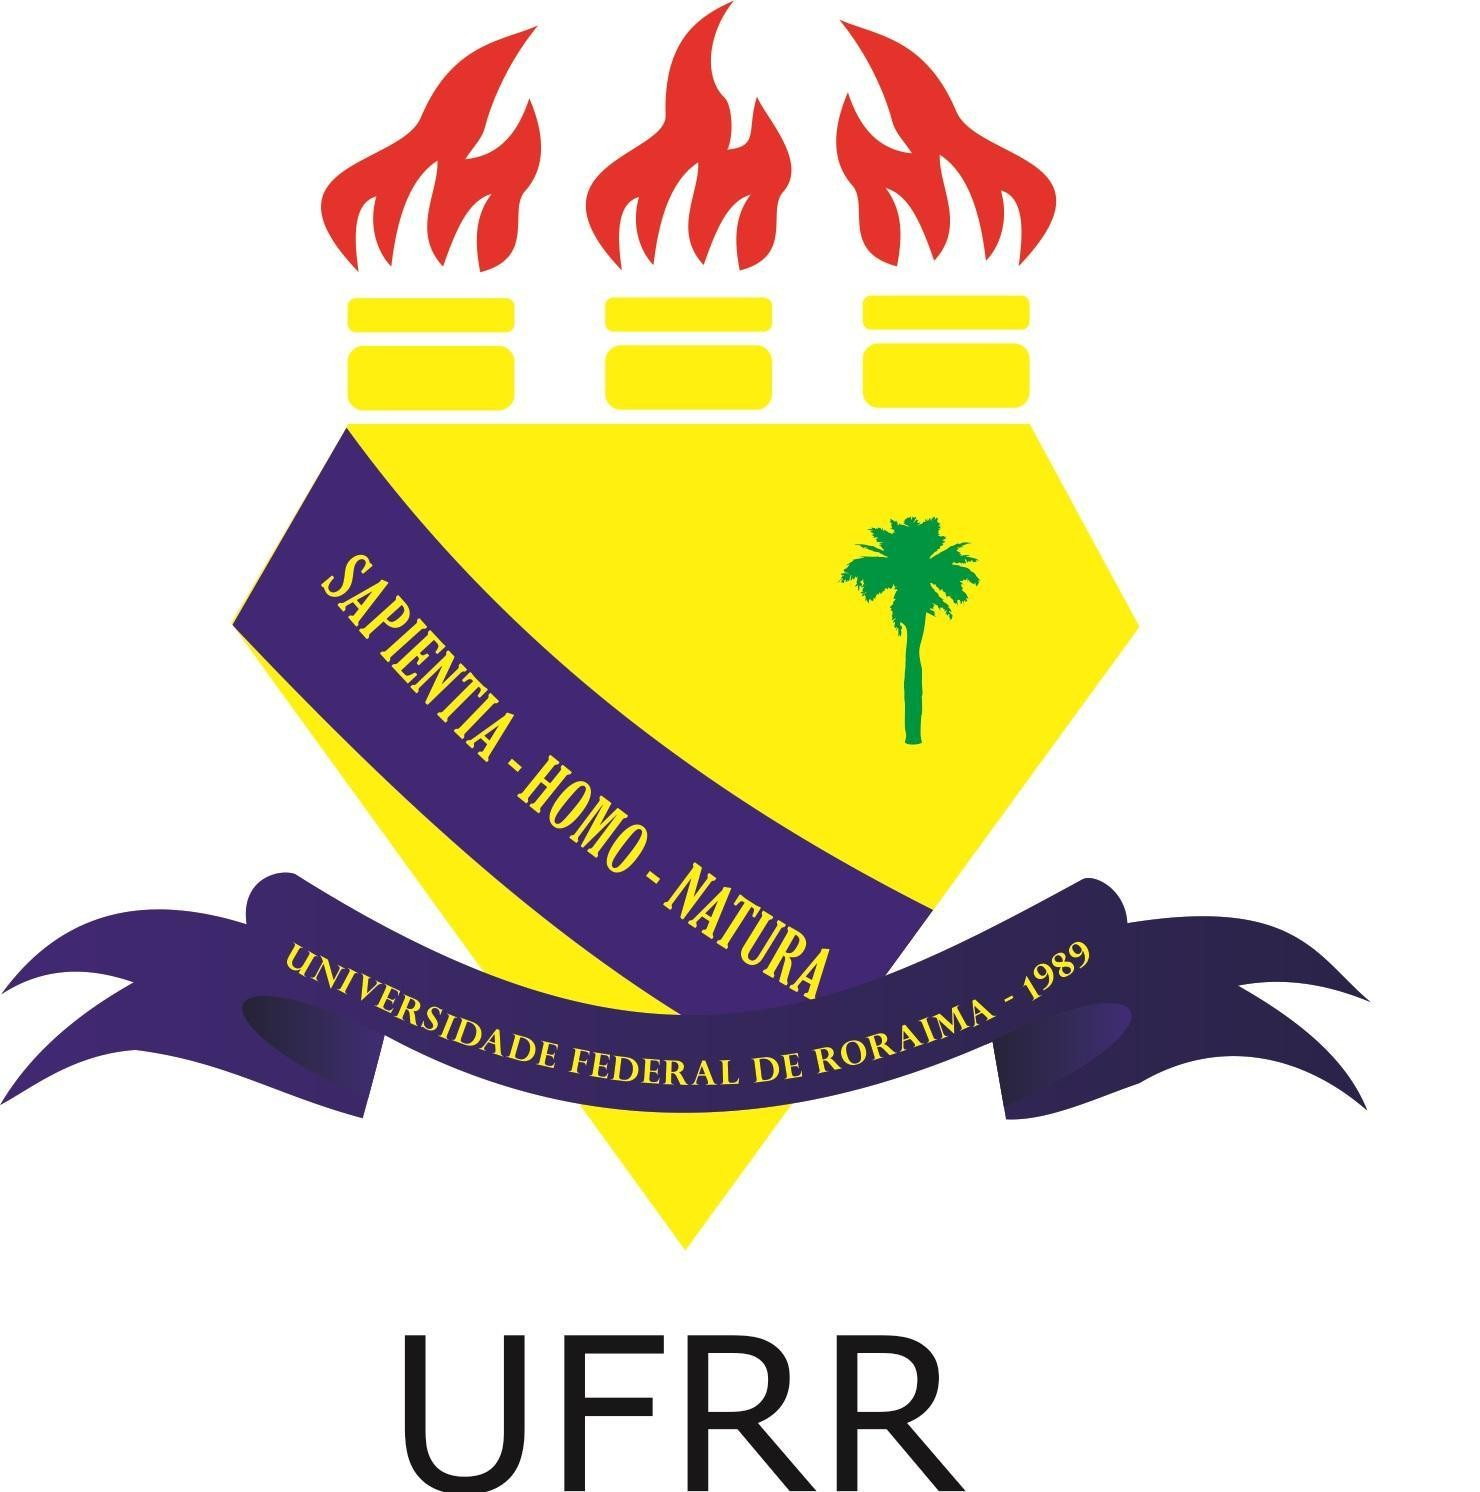 SAPIENTIA - HOMO - NATURA
UNIVERSIDADE FEDERAL DE RORAIMA - 1989
UFRR